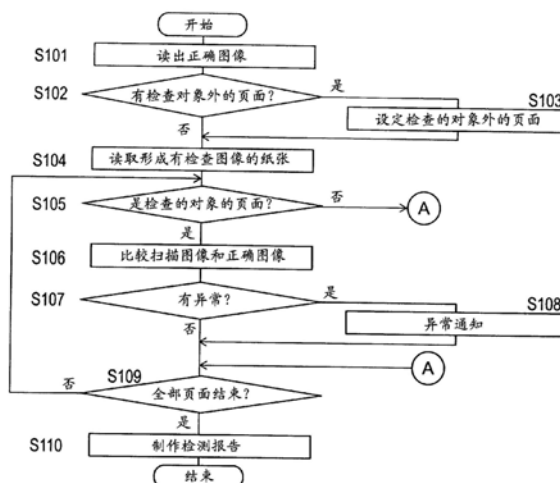 开始
S101
读出正确图像
S102
有检查对象外的页面?
是
S103
设定检查的对象外的页面
否
S104
读取形成有检查图像的纸张
S105
是检查的对象的页面?
否
A
是
S106
比较扫描图像和正确图像
S107
有异常?
是
S108
异常通知
否
A
S109
否
全部页面结束?
是
S110
制作检测报告
结束